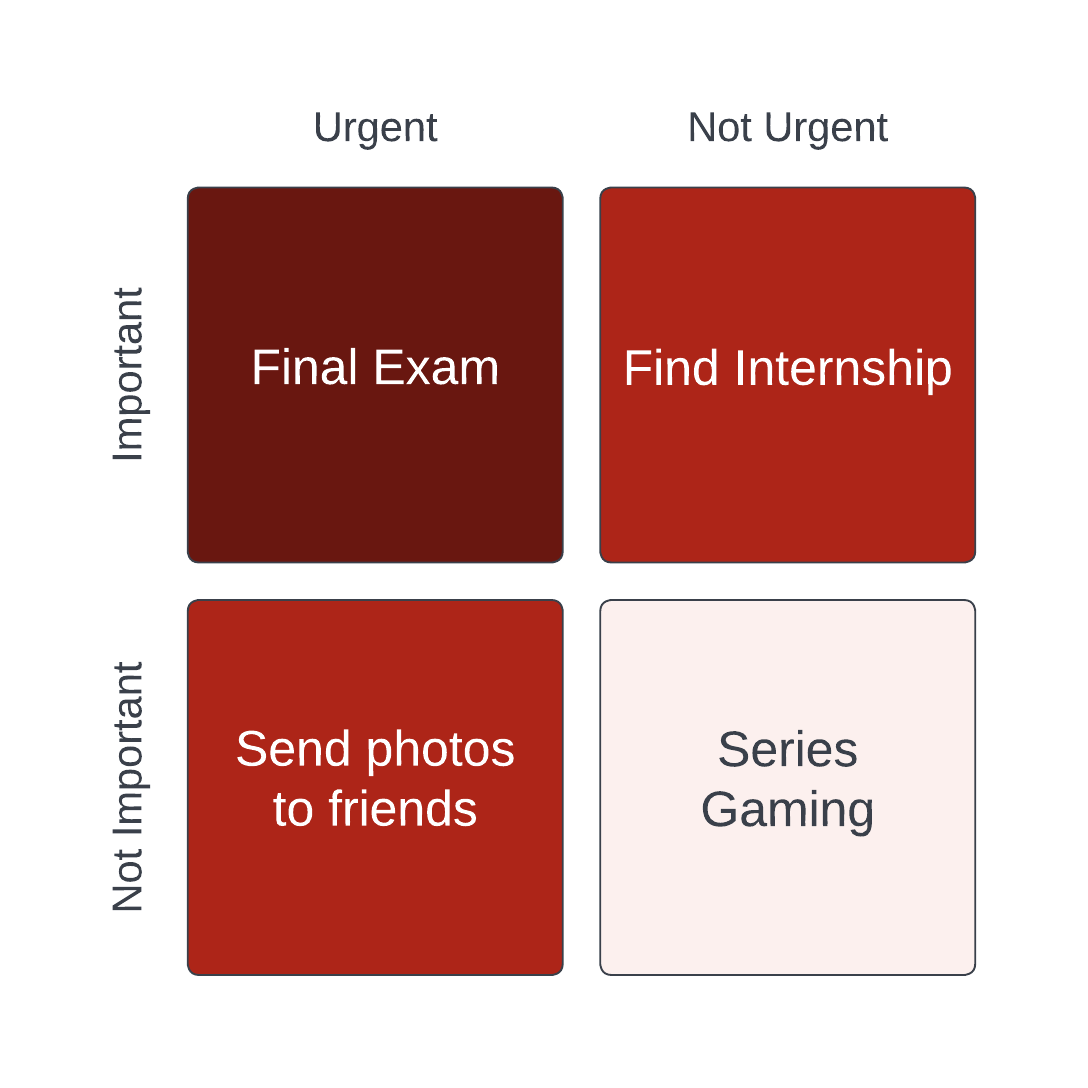 Urgent
Not Urgent
Important
Final Exam
Find Internship
Not Important
Send photos
to friends
Series
Gaming